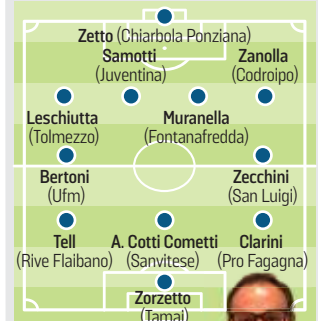 Zetto (Chiarbola Ponziana)
Samotti
(Juventina)
Zanolla
(Codroipo)
Leschiutta
(Tolmezzo)
Muranella
(Fontanafredda)
Bertoni
(Ufm)
Zecchini
(San Luigi)
Tell
(Rive Flaibano)
A. Cotti Cometti
(Sanvitese)
Clarini
(Pro Fagagna)
Zorzetto
(Tamai)